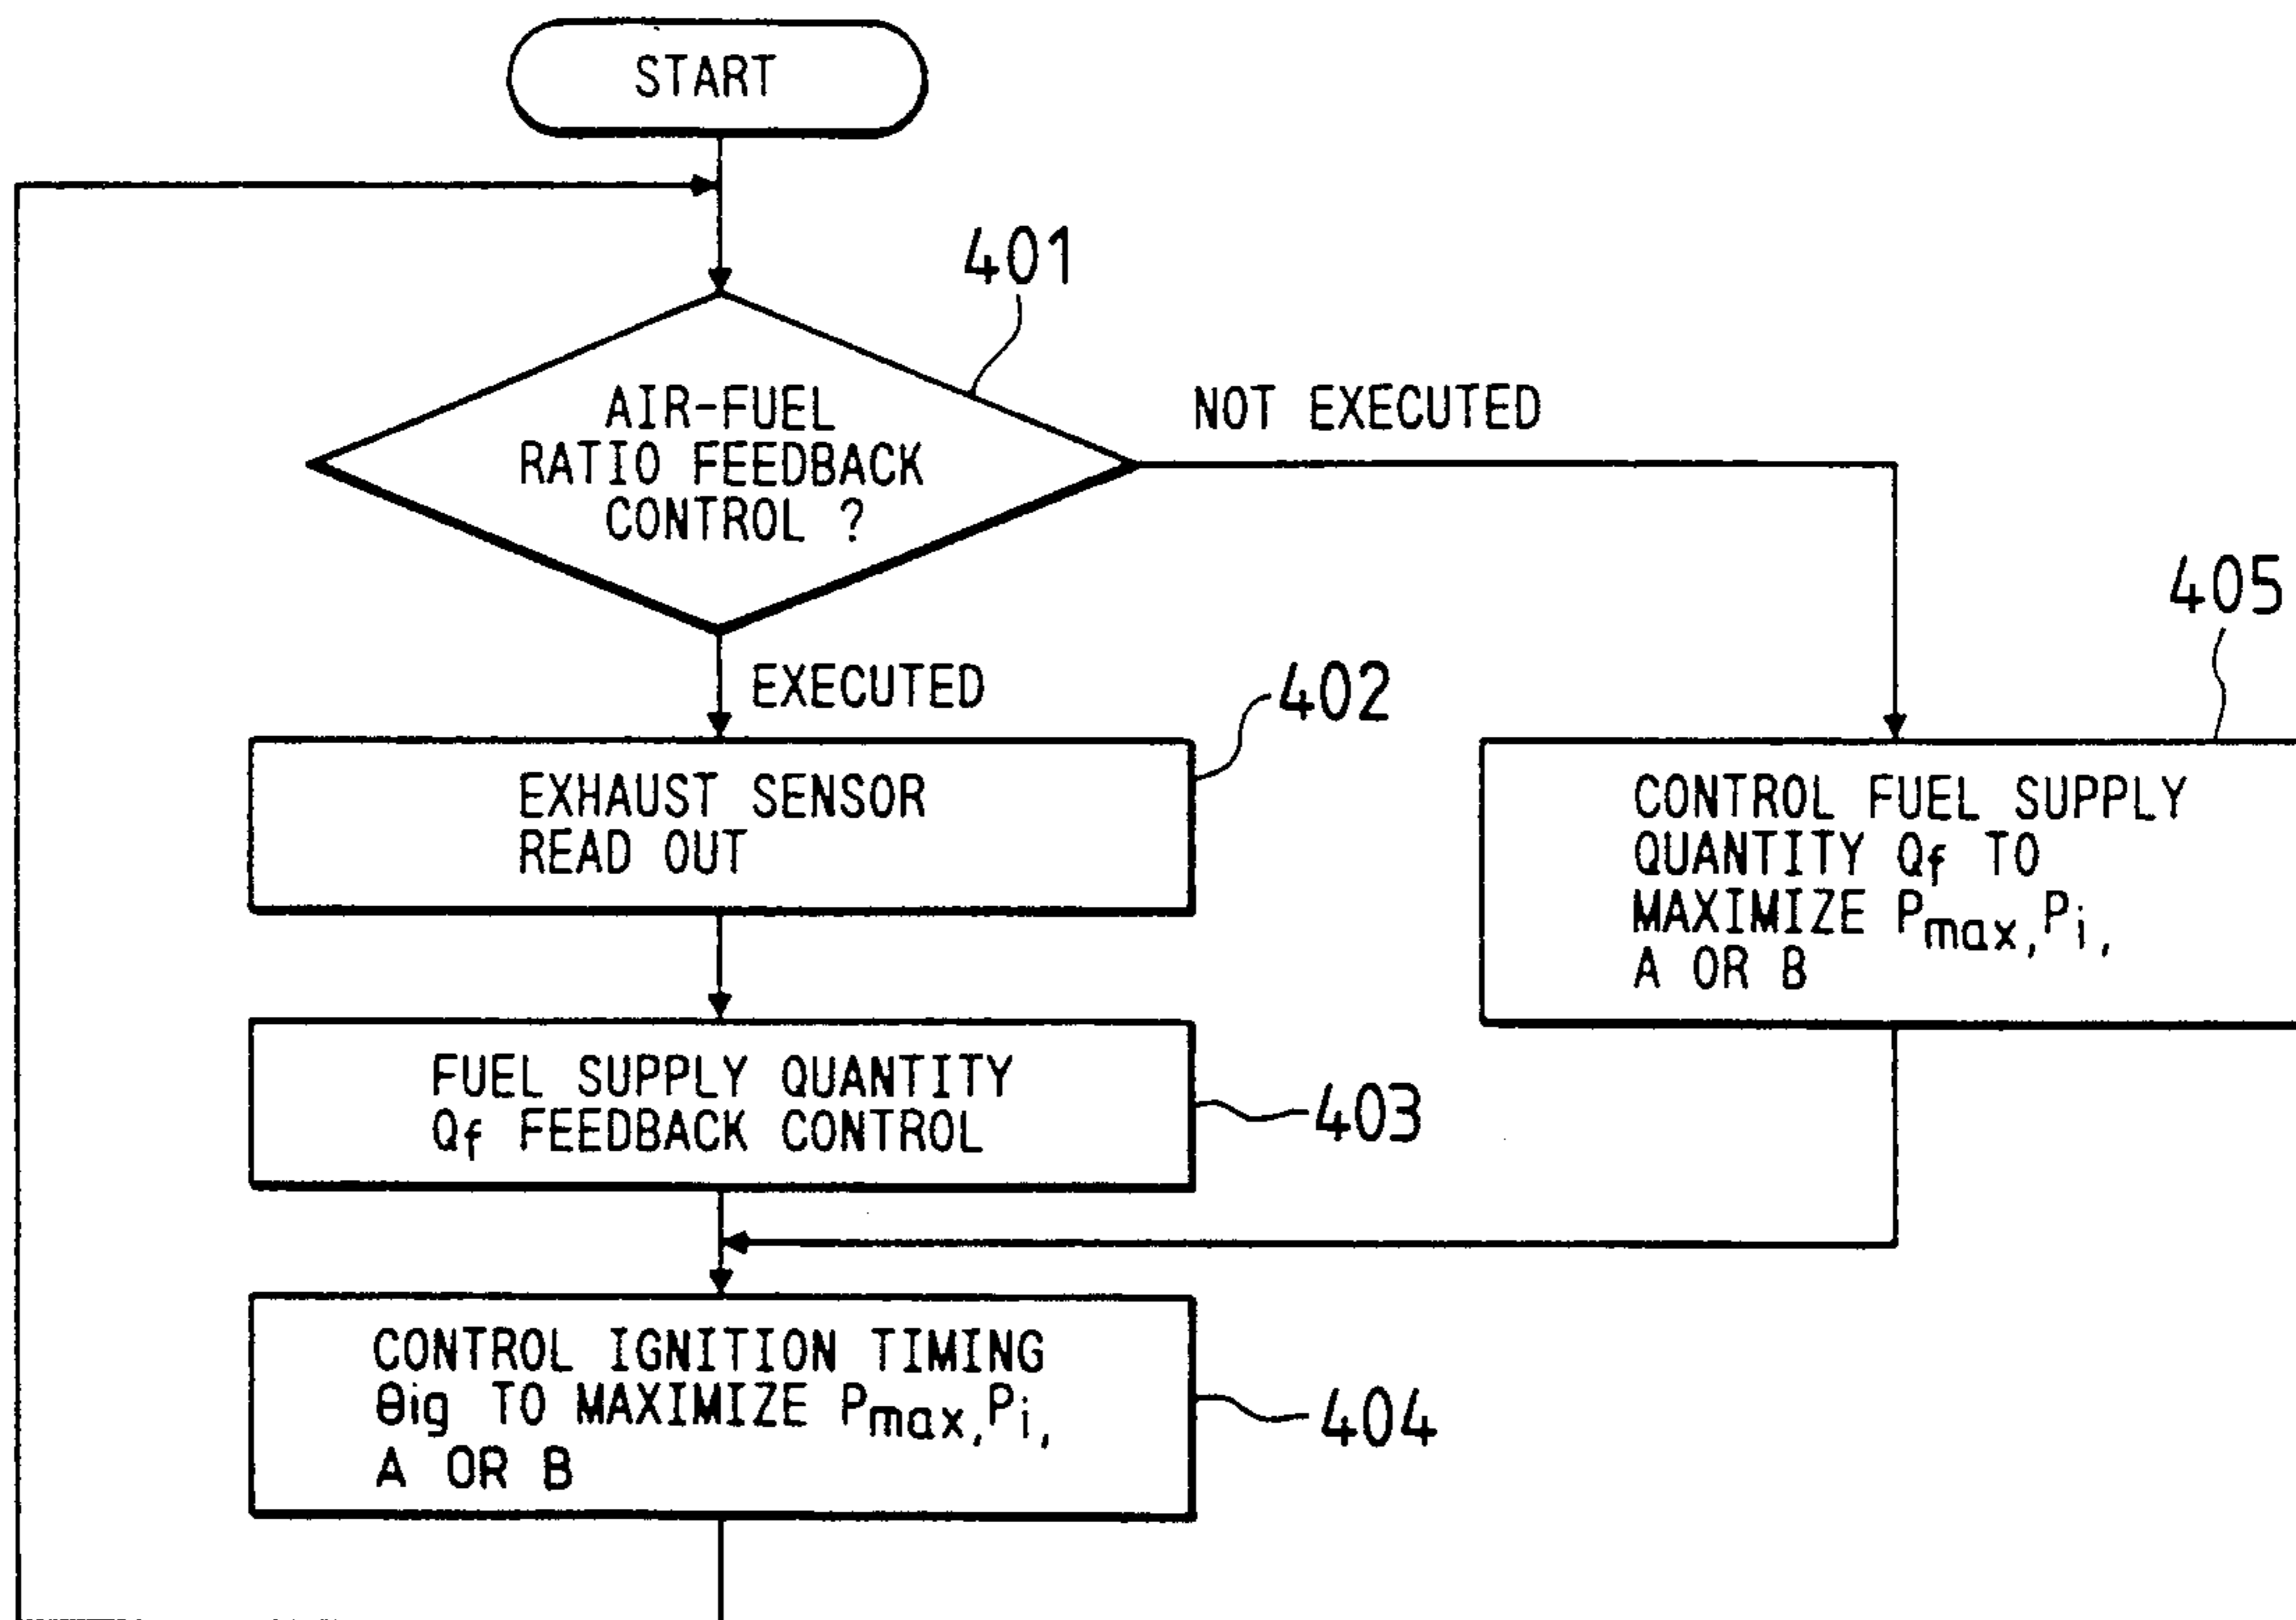 START
401
AIR-FUEL
RATIO FEEDBACK
CONTROL ?
NOT EXECUTED
EXECUTED
402
EXHAUST SENSOR
READ OUT
405
CONTROL FUEL SUPPLY
QUANTITY Qf TO
MAXIMIZE Pmax, Pi,
A OR B
FUEL SUPPLY QUANTITY
Qf FEEDBACK CONTROL
403
CONTROL IGNITION TIMING
θig TO MAXIMIZE Pmax, Pi,
A OR B
404